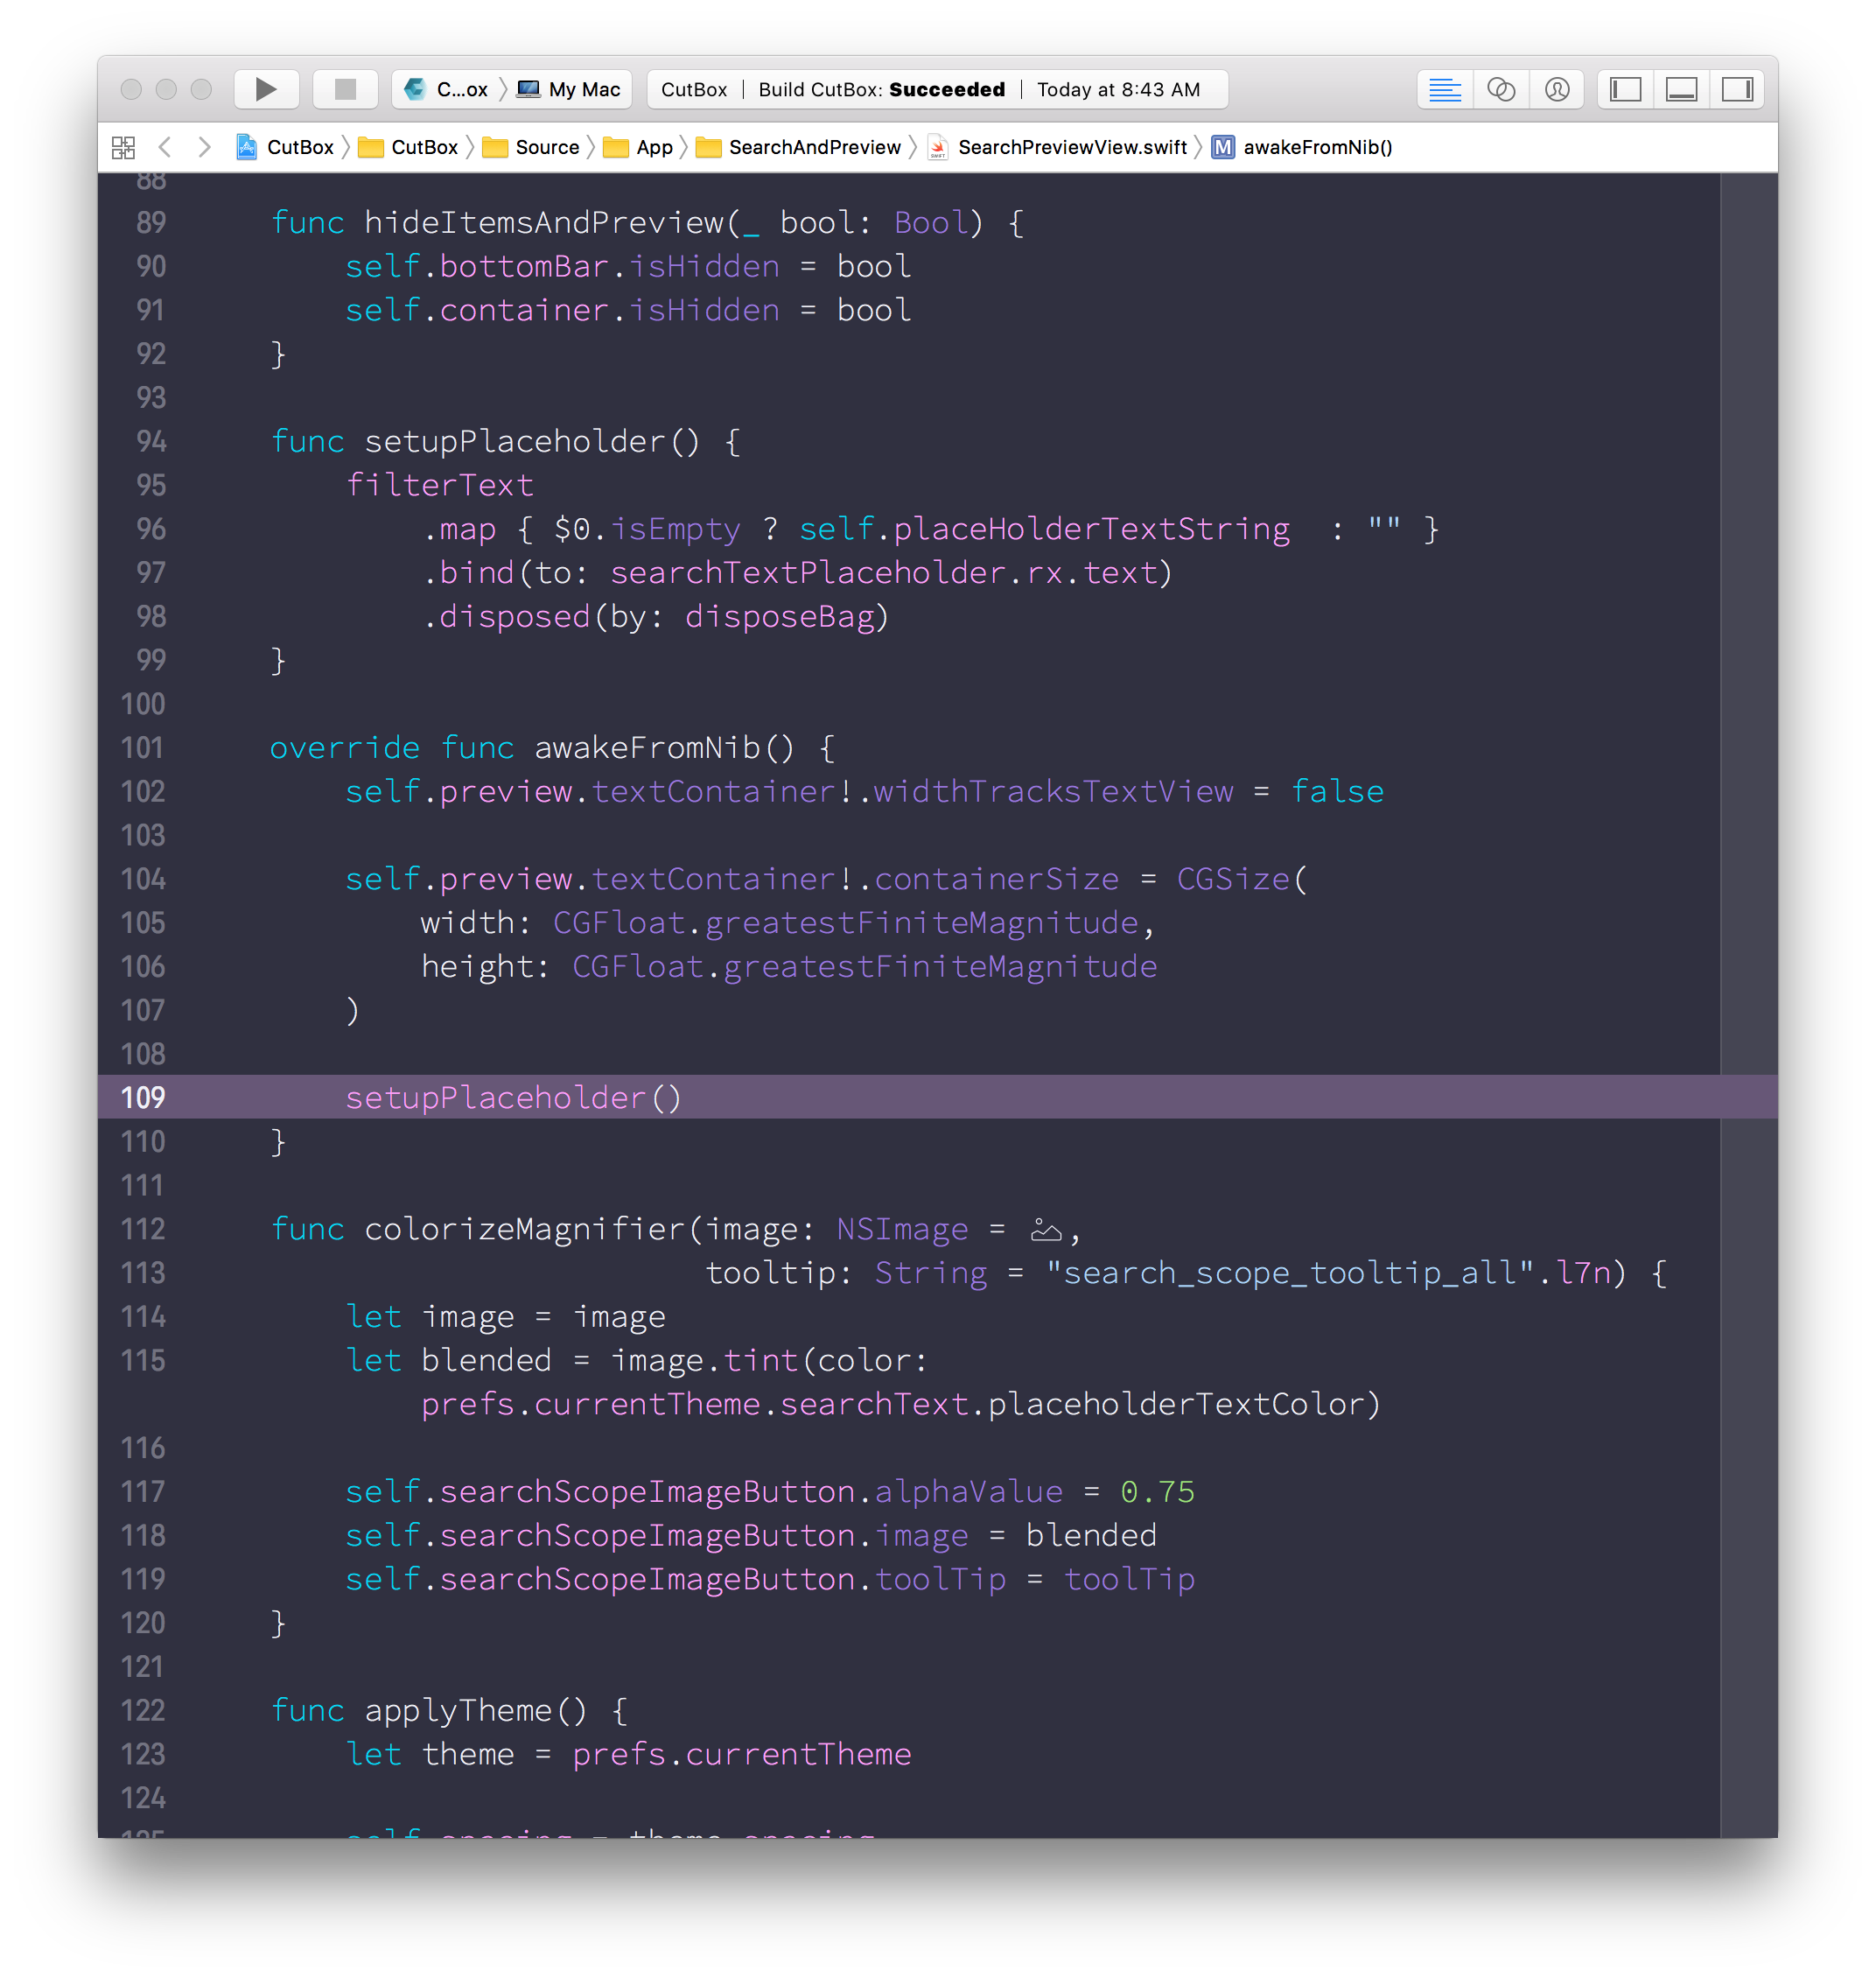 C...ox My Mac CutBox | Build CutBox: Succeeded | Today at 8:43 AM
CutBox CutBox Source App SearchAndPreview SearchPreviewView.swift M awakeFromNib()
88
89 func hideItemsAndPreview(_ bool: Bool) {
90 self.bottomBar.isHidden = bool
91 self.container.isHidden = bool
92 }
93
94 func setupPlaceholder() {
95 filterText
96 .map { $0.isEmpty ? self.placeHolderTextString  : "" }
97 .bind(to: searchTextPlaceholder.rx.text)
98 .disposed(by: disposeBag)
99 }
100
101 override func awakeFromNib() {
102 self.preview.textContainer!.widthTracksTextView = false
103
104 self.preview.textContainer!.containerSize = CGSize(
105 width: CGFloat.greatestFiniteMagnitude,
106 height: CGFloat.greatestFiniteMagnitude
107 )
108
109 setupPlaceholder()
110 }
111
112 func colorizeMagnifier(image: NSImage = ,
113 tooltip: String = "search_scope_tooltip_all".l7n) {
114 let image = image
115 let blended = image.tint(color:
prefs.currentTheme.searchText.placeholderTextColor)
116
117 self.searchScopeImageButton.alphaValue = 0.75
118 self.searchScopeImageButton.image = blended
119 self.searchScopeImageButton.toolTip = toolTip
120 }
121
122 func applyTheme() {
123 let theme = prefs.currentTheme
124
125 self.spacing = theme.spacing